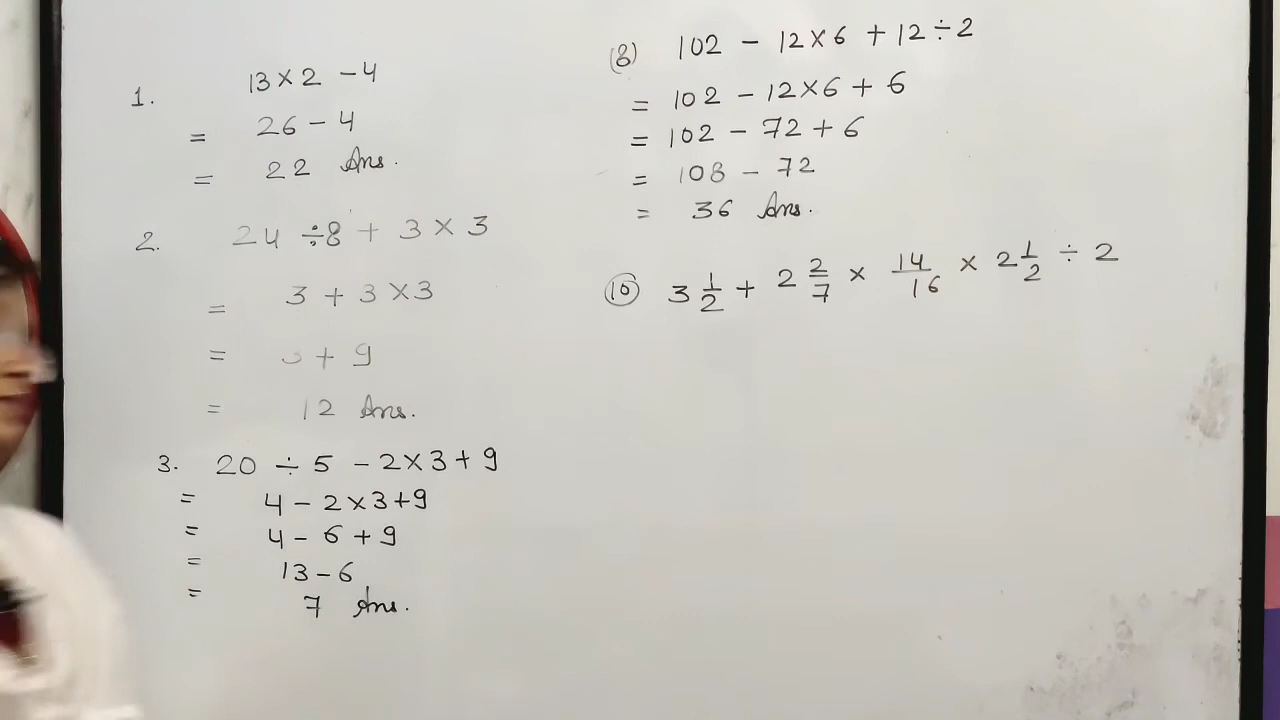 1. 13 × 2 - 4
= 26 - 4
= 22 Ans.
2. 24 ÷ 8 + 3 × 3
= 3 + 3 × 3
= + 9
= 12 Ans.
3. 20 ÷ 5 - 2 × 3 + 9
= 4 - 2 × 3 + 9
= 4 - 6 + 9
= 13 - 6
= 7 Ans.
(8) 102 - 12 × 6 + 12 ÷ 2
= 102 - 12 × 6 + 6
= 102 - 72 + 6
= 108 - 72
= 36 Ans.
(10) 3 1/2 + 2 2/7 × 14/16 × 2 1/2 ÷ 2